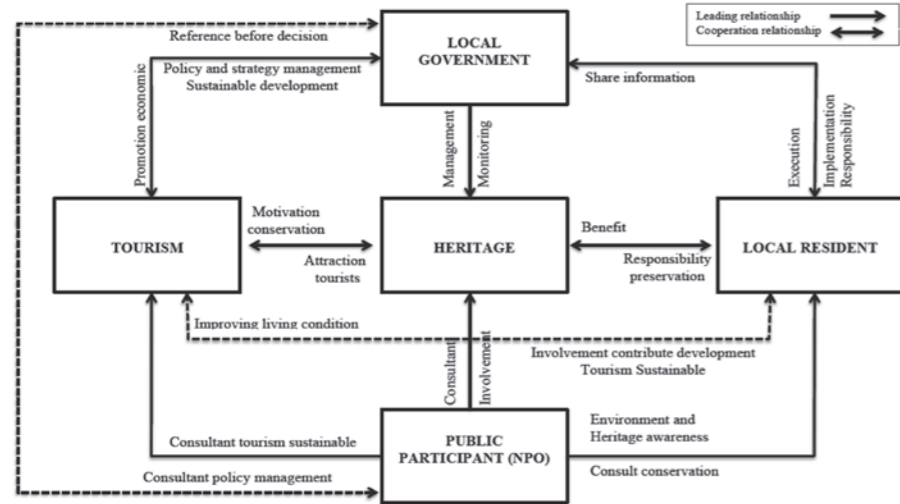 Leading relationship
Cooperation relationship
Reference before decision
LOCAL
GOVERNMENT
Policy and strategy management
Sustainable development
Share information
Promotion economic
Management
Monitoring
Execution
Implementation
Responsibility
TOURISM
Motivation
conservation
Attraction
tourists
HERITAGE
Benefit
Responsibility
preservation
LOCAL RESIDENT
Improving living condition
Consultant
Involvement
Involvement contribute development
Tourism Sustainable
Consultant tourism sustainable
PUBLIC
PARTICIPANT (NPO)
Environment and
Heritage awareness
Consultant policy management
Consult conservation